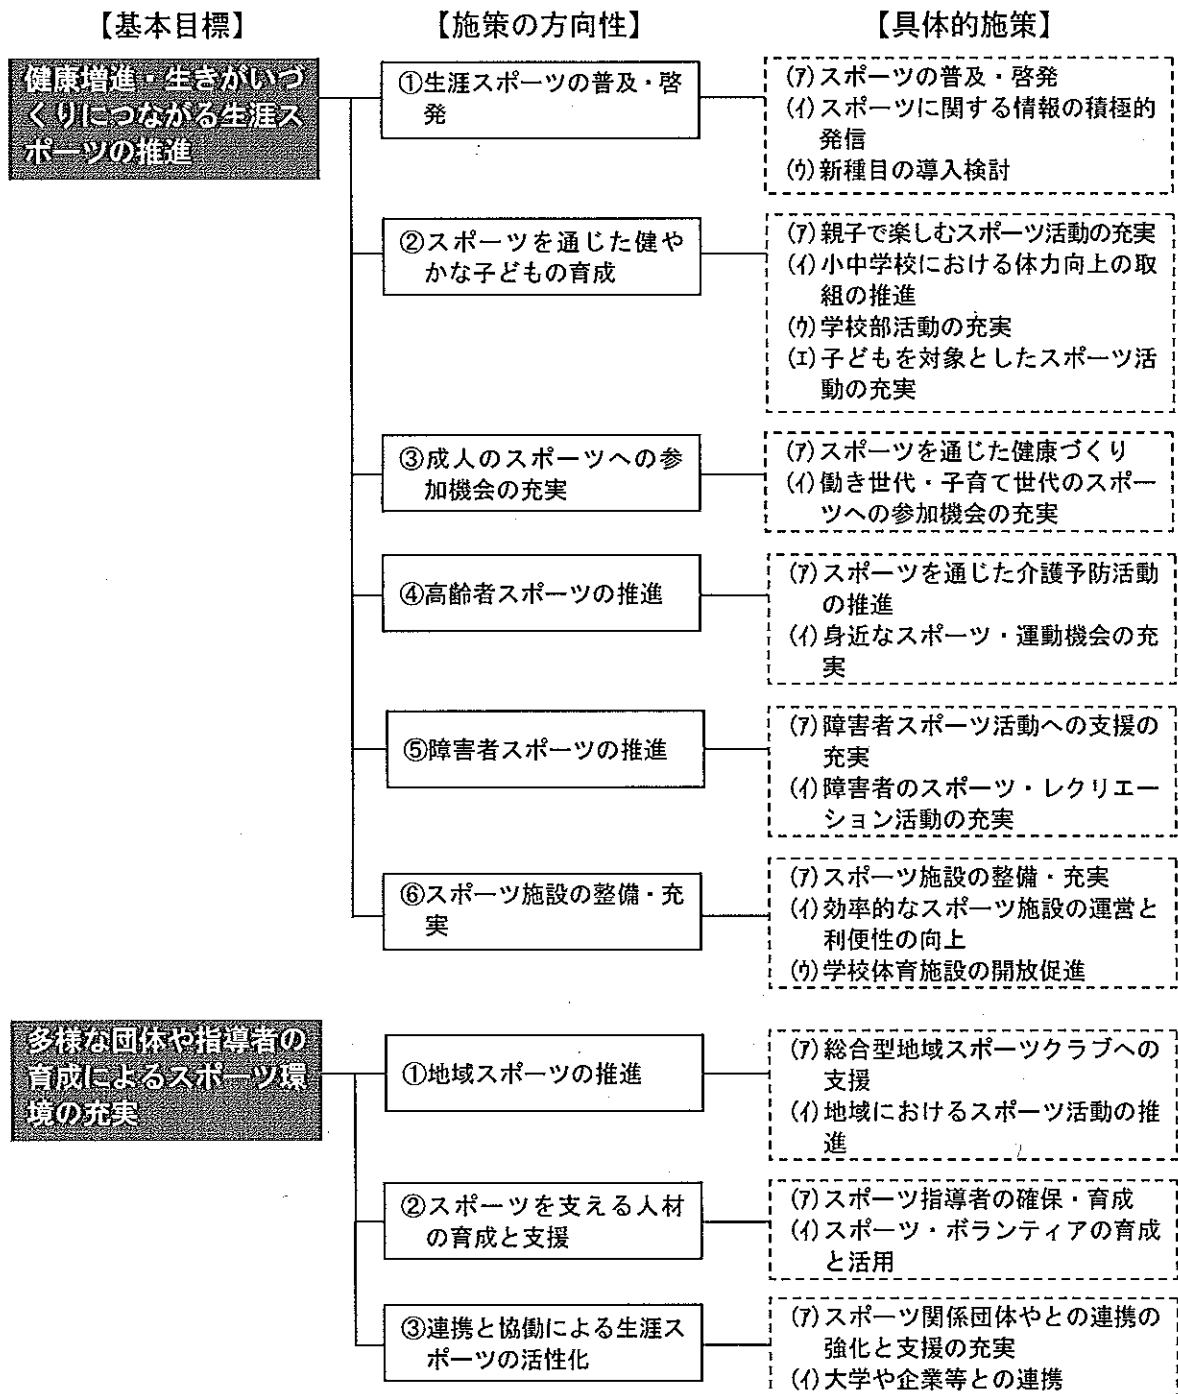 【基本目標】
【施策の方向性】
【具体的施策】
健康増進・生きがいづ
くりにつながる生涯ス
ポーツの推進
①生涯スポーツの普及・啓
発
(ｱ)スポーツの普及・啓発
(ｲ)スポーツに関する情報の積極的
発信
(ｳ)新種目の導入検討
②スポーツを通じた健や
かな子どもの育成
(ｱ)親子で楽しむスポーツ活動の充実
(ｲ)小中学校における体力向上の取
組の推進
(ｳ)学校部活動の充実
(ｴ)子どもを対象としたスポーツ活
動の充実
③成人のスポーツへの参
加機会の充実
(ｱ)スポーツを通じた健康づくり
(ｲ)働き世代・子育て世代のスポー
ツへの参加機会の充実
④高齢者スポーツの推進
(ｱ)スポーツを通じた介護予防活動
の推進
(ｲ)身近なスポーツ・運動機会の充
実
⑤障害者スポーツの推進
(ｱ)障害者スポーツ活動への支援の
充実
(ｲ)障害者のスポーツ・レクリエー
ション活動の充実
⑥スポーツ施設の整備・充
実
(ｱ)スポーツ施設の整備・充実
(ｲ)効率的なスポーツ施設の運営と
利便性の向上
(ｳ)学校体育施設の開放促進
多様な団体や指導者の
育成によるスポーツ環
境の充実
①地域スポーツの推進
(ｱ)総合型地域スポーツクラブへの
支援
(ｲ)地域におけるスポーツ活動の推
進
②スポーツを支える人材
の育成と支援
(ｱ)スポーツ指導者の確保・育成
(ｲ)スポーツ・ボランティアの育成
と活用
③連携と協働による生涯ス
ポーツの活性化
(ｱ)スポーツ関係団体やとの連携の
強化と支援の充実
(ｲ)大学や企業等との連携